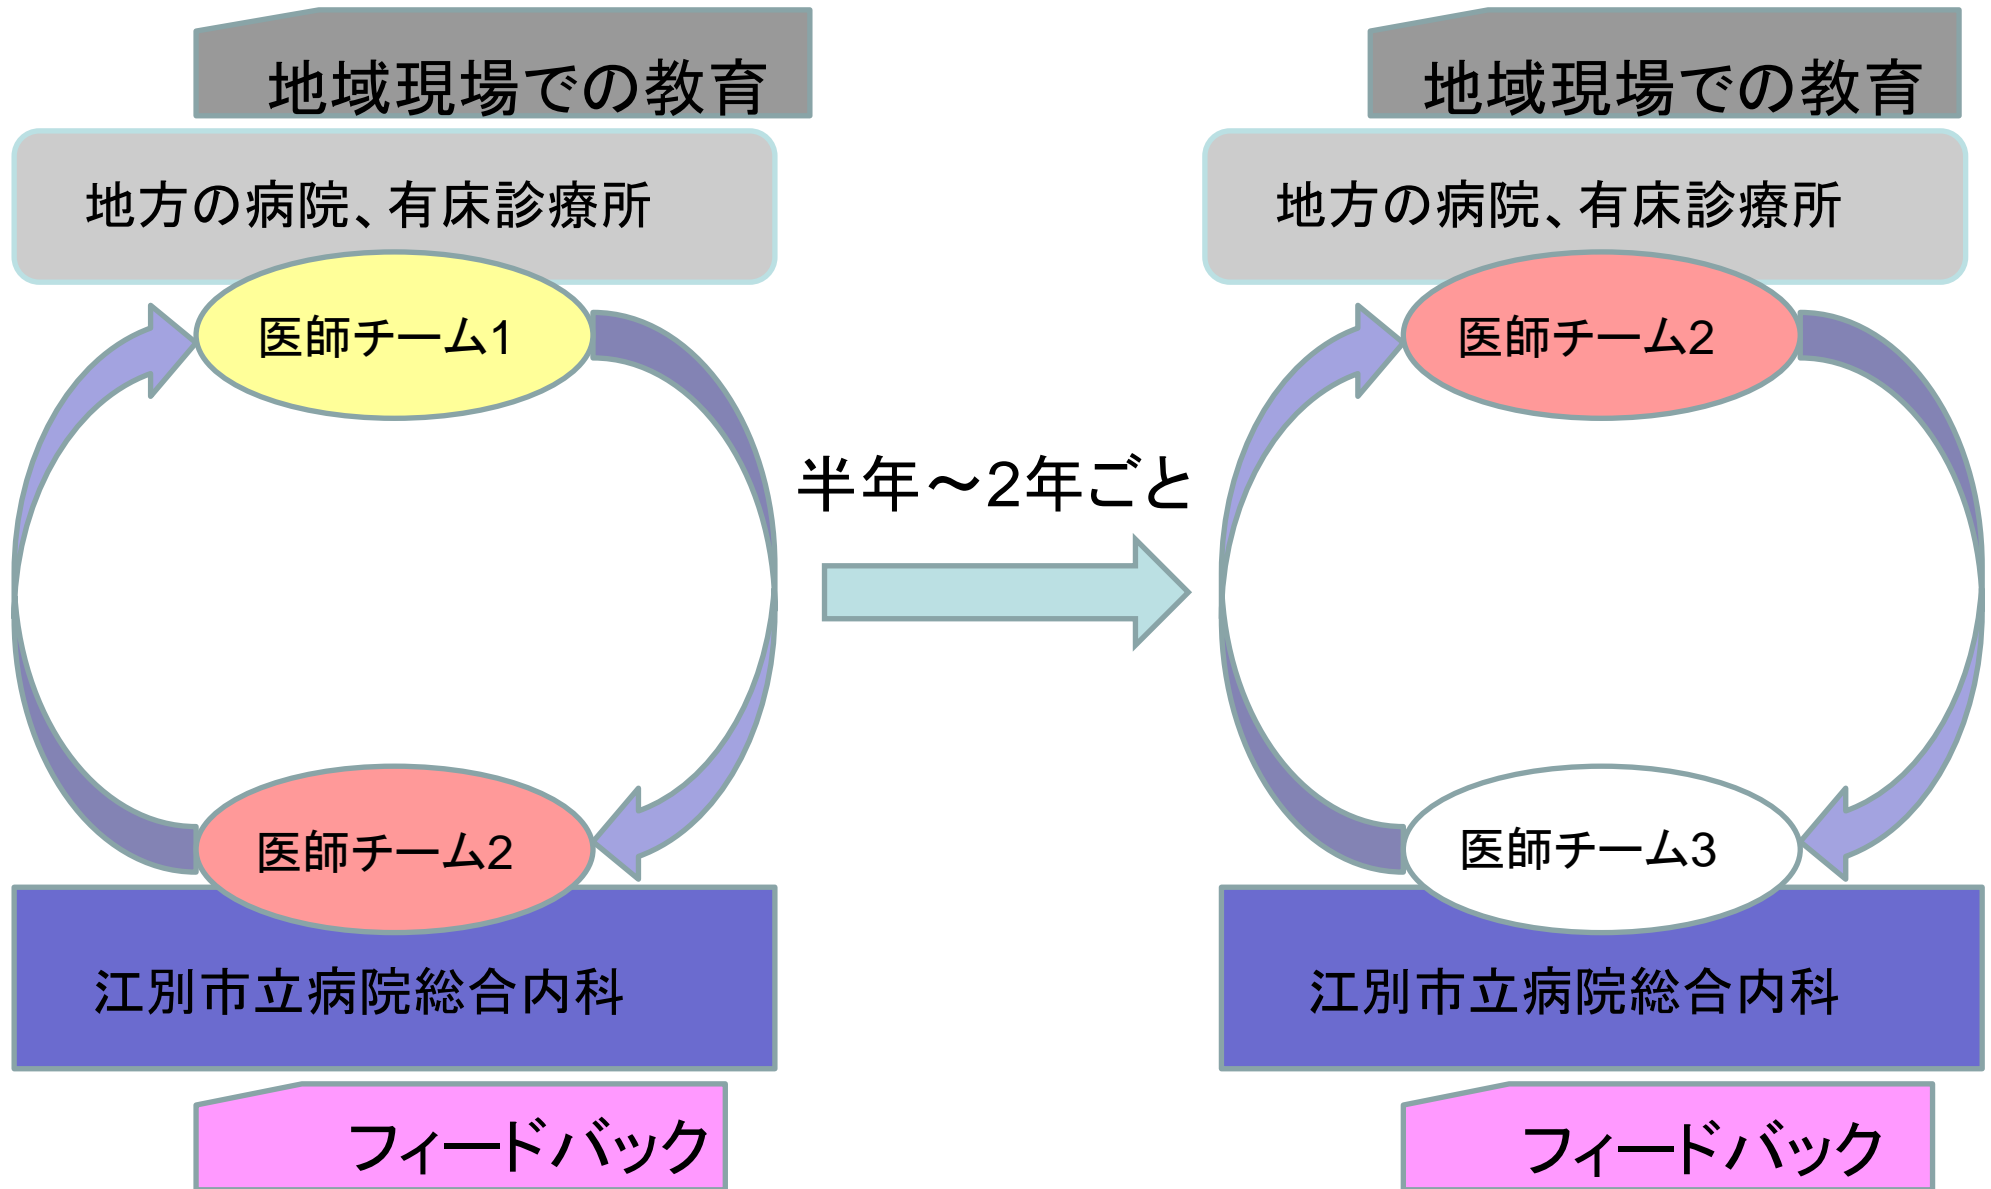 地域現場での教育
地方の病院、有床診療所
医師チーム1
医師チーム2
江別市立病院総合内科
フィードバック
半年～2年ごと
地域現場での教育
地方の病院、有床診療所
医師チーム2
医師チーム3
江別市立病院総合内科
フィードバック